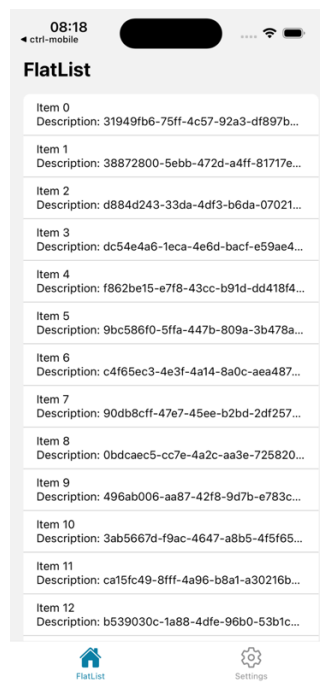 08:18
◀ ctrl-mobile
FlatList
Item 0
Description: 31949fb6-75ff-4c57-92a3-df897b...
Item 1
Description: 38872800-5ebb-472d-a4ff-81717e...
Item 2
Description: d884d243-33da-4df3-b6da-07021...
Item 3
Description: dc54e4a6-1eca-4e6d-bacf-e59ae4...
Item 4
Description: f862be15-e7f8-43cc-b91d-dd418f4...
Item 5
Description: 9bc586f0-5ffa-447b-809a-3b478a...
Item 6
Description: c4f65ec3-4e3f-4a14-8a0c-aea487...
Item 7
Description: 90db8cff-47e7-45ee-b2bd-2df257...
Item 8
Description: 0bdcaec5-cc7e-4a2c-aa3e-725820...
Item 9
Description: 496ab006-aa87-42f8-9d7b-e783c...
Item 10
Description: 3ab5667d-f9ac-4647-a8b5-4f5f65...
Item 11
Description: ca15fc49-8fff-4a96-b8a1-a30216b...
Item 12
Description: b539030c-1a88-4dfe-96b0-53b1c...
FlatList
Settings